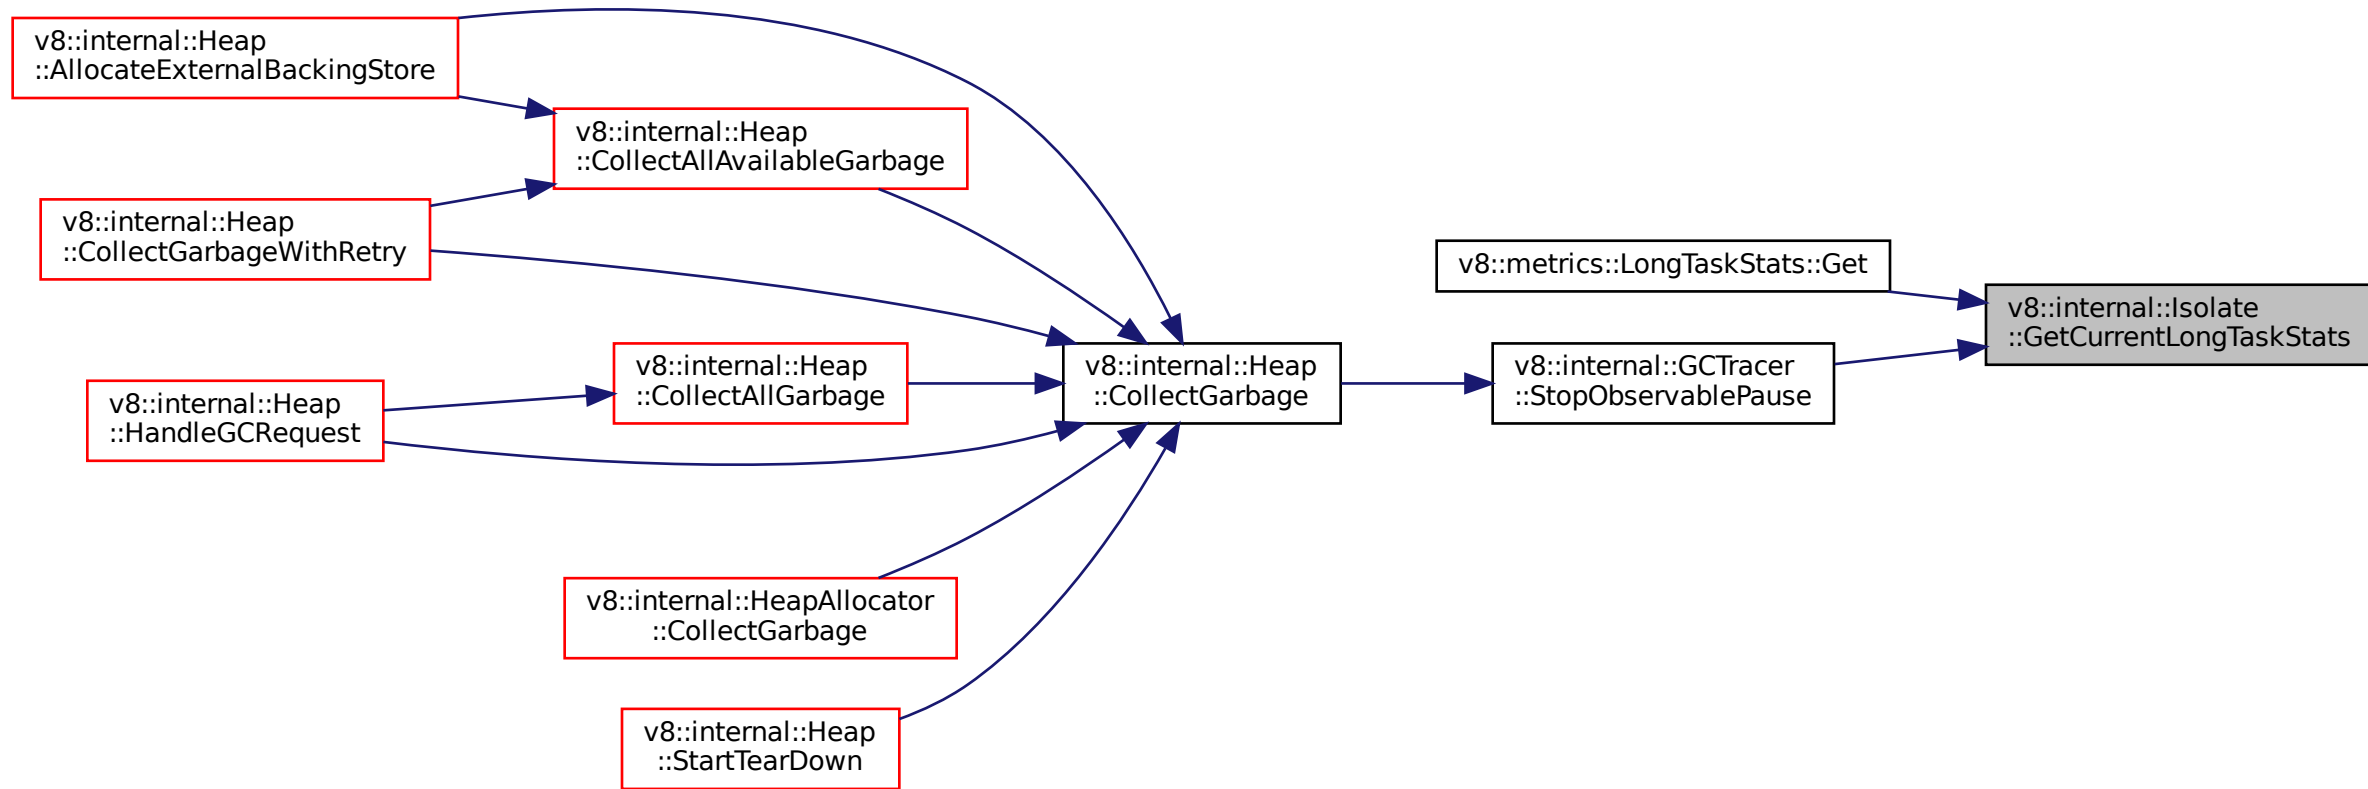 v8::internal::Heap
::AllocateExternalBackingStore
v8::internal::Heap
::CollectAllAvailableGarbage
v8::internal::Heap
::CollectGarbageWithRetry
v8::metrics::LongTaskStats::Get
v8::internal::Isolate
::GetCurrentLongTaskStats
v8::internal::Heap
::CollectAllGarbage
v8::internal::Heap
::CollectGarbage
v8::internal::GCTracer
::StopObservablePause
v8::internal::Heap
::HandleGCRequest
v8::internal::HeapAllocator
::CollectGarbage
v8::internal::Heap
::StartTearDown